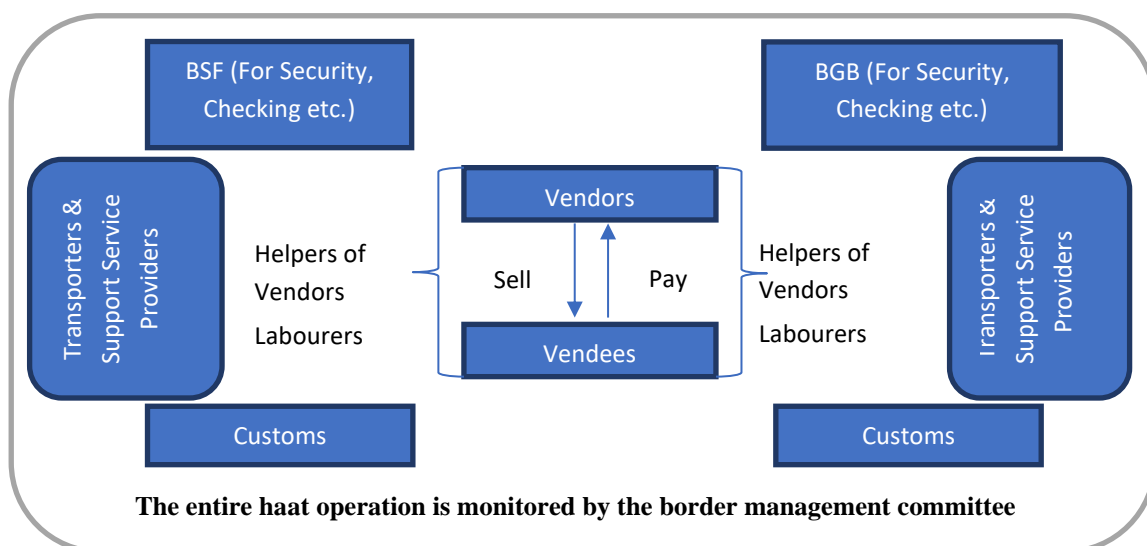 BSF (For Security,
Checking etc.)
BGB (For Security,
Checking etc.)
Transporters &
Support Service
Providers
Helpers of
Vendors
Labourers
Vendors
Sell
Pay
Vendees
Helpers of
Vendors
Labourers
Transporters &
Support Service
Providers
Customs
Customs
The entire haat operation is monitored by the border management committee